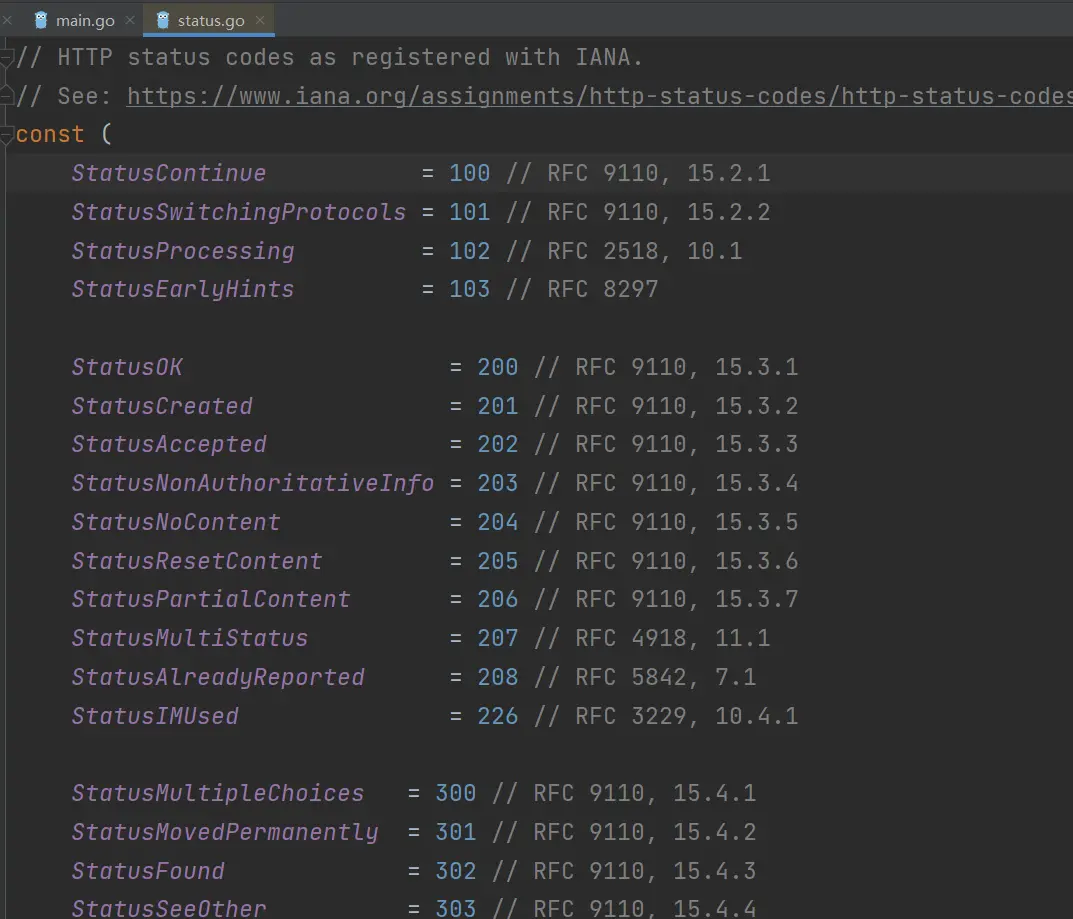 main.go status.go
// HTTP status codes as registered with IANA.
// See: https://www.iana.org/assignments/http-status-codes/http-status-codes
const (
StatusContinue = 100 // RFC 9110, 15.2.1
StatusSwitchingProtocols = 101 // RFC 9110, 15.2.2
StatusProcessing = 102 // RFC 2518, 10.1
StatusEarlyHints = 103 // RFC 8297
StatusOK = 200 // RFC 9110, 15.3.1
StatusCreated = 201 // RFC 9110, 15.3.2
StatusAccepted = 202 // RFC 9110, 15.3.3
StatusNonAuthoritativeInfo = 203 // RFC 9110, 15.3.4
StatusNoContent = 204 // RFC 9110, 15.3.5
StatusResetContent = 205 // RFC 9110, 15.3.6
StatusPartialContent = 206 // RFC 9110, 15.3.7
StatusMultiStatus = 207 // RFC 4918, 11.1
StatusAlreadyReported = 208 // RFC 5842, 7.1
StatusIMUsed = 226 // RFC 3229, 10.4.1
StatusMultipleChoices = 300 // RFC 9110, 15.4.1
StatusMovedPermanently = 301 // RFC 9110, 15.4.2
StatusFound = 302 // RFC 9110, 15.4.3
StatusSeeOther = 303 // RFC 9110, 15.4.4